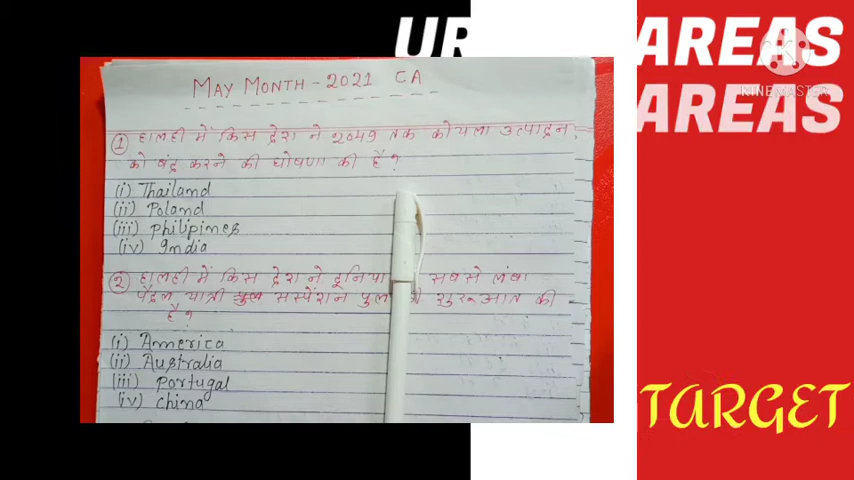 UR AREAS
AREAS
KINEMASTER
MAY MONTH - 2021 CA
① हालही में किस देश ने 2049 तक कोयला उत्पादन,
को बंद करने की घोषणा की है?
(i) Thailand
(ii) Poland
(iii) Philipines
(iv) India
② हालही में किस देश ने दुनिया सबसे लंबा
पैदल यात्री सस्पेंशन पुल शुरूआत की
है?
(i) America
(ii) Australia
(iii) Portugal
(iv) China
TARGET